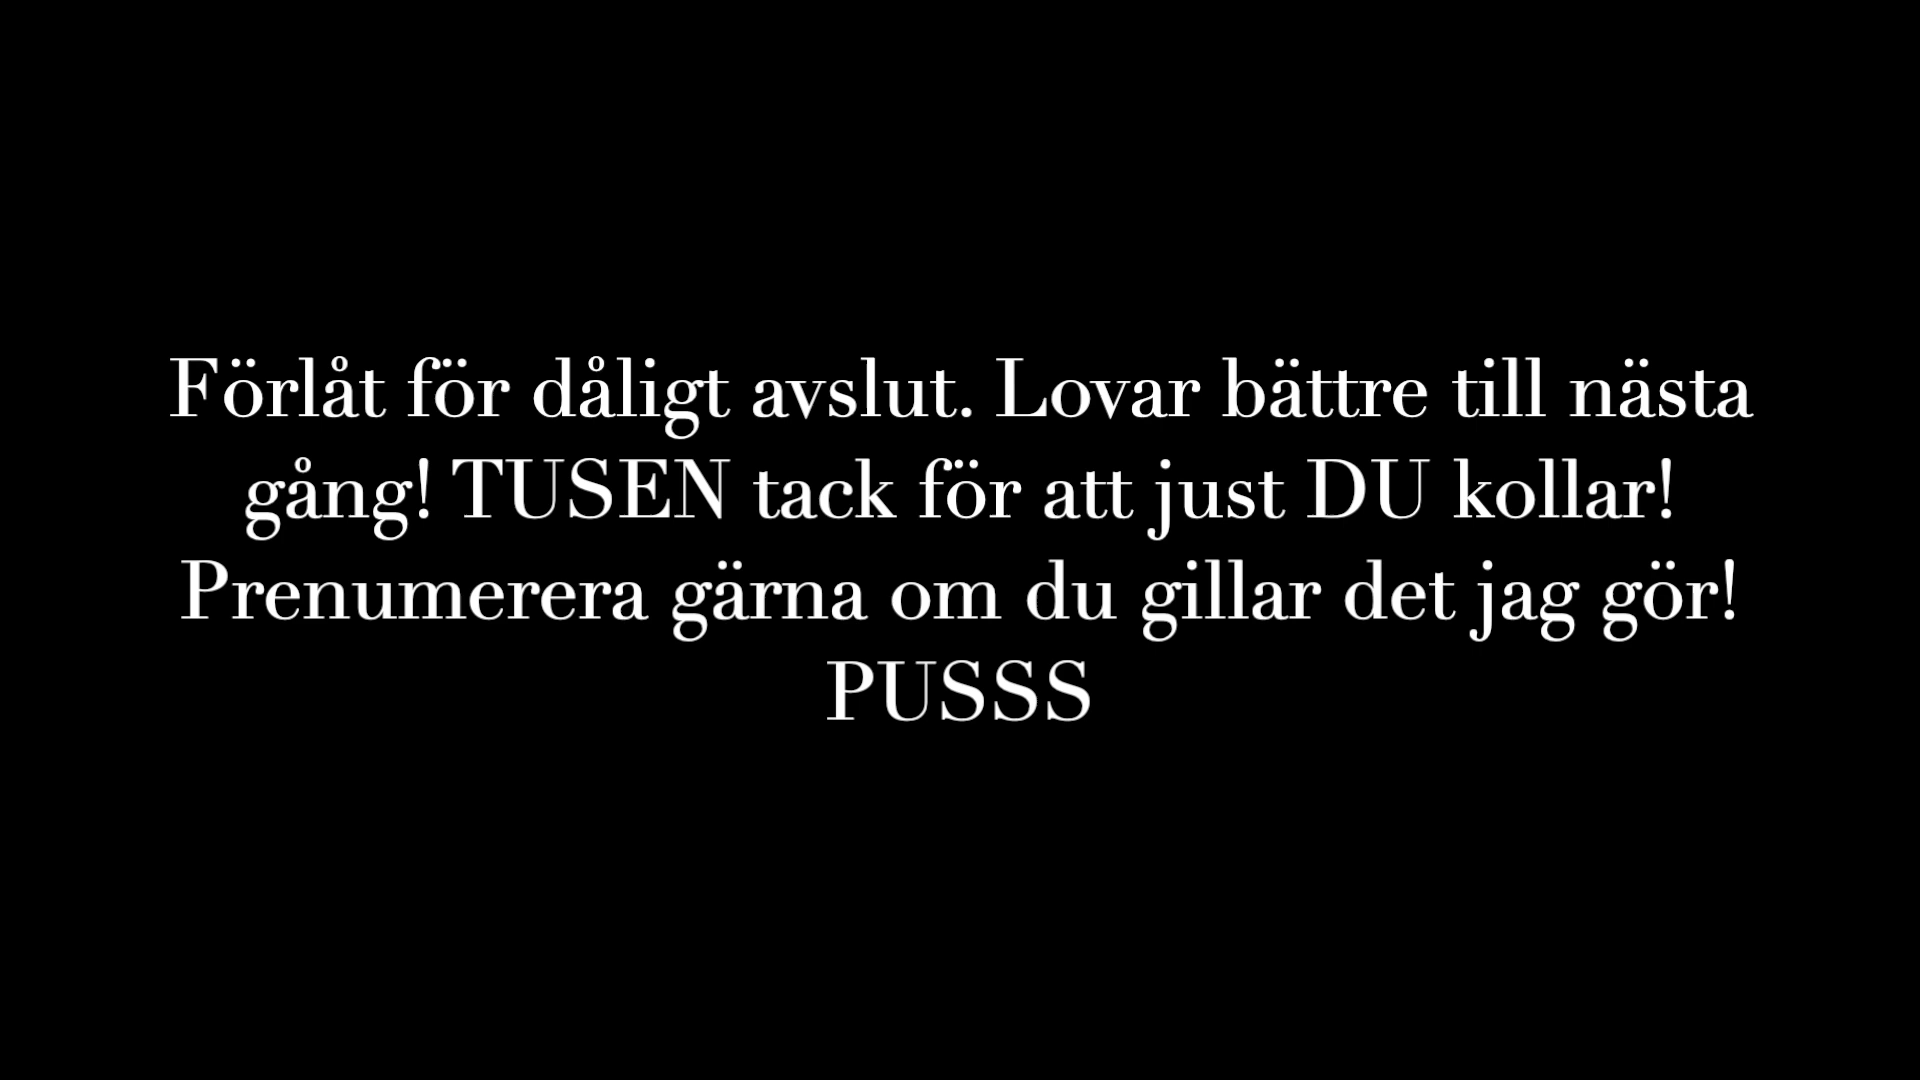 Förlåt för dåligt avslut. Lovar bättre till nästa
gång! TUSEN tack för att just DU kollar!
Prenumerera gärna om du gillar det jag gör!
PUSSS